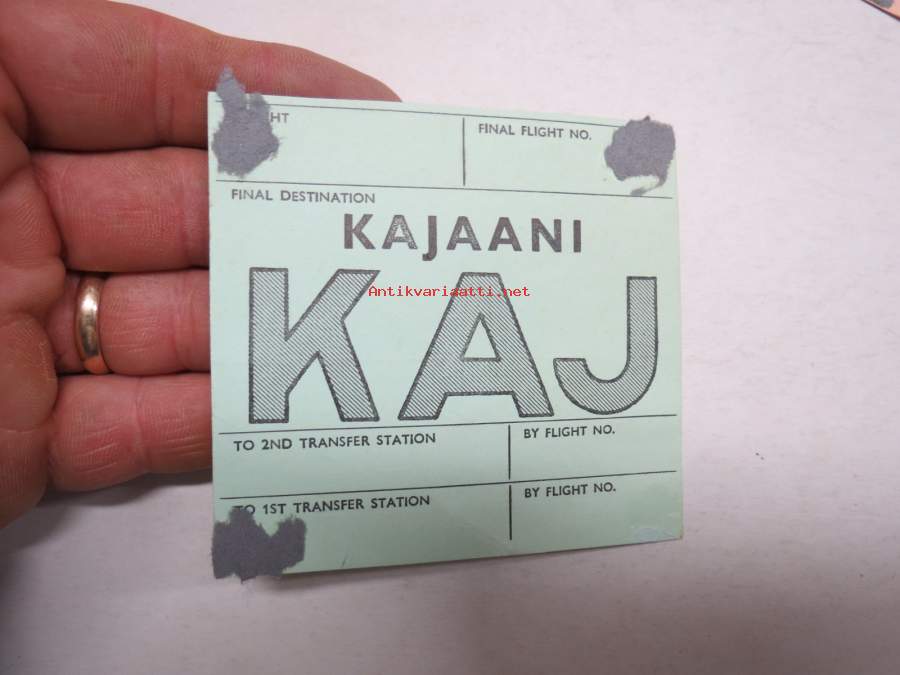 FINAL FLIGHT NO.
FINAL DESTINATION
KAJAANI
KAJ
Antikvariaatti.net
TO 2ND TRANSFER STATION BY FLIGHT NO.
TO 1ST TRANSFER STATION BY FLIGHT NO.